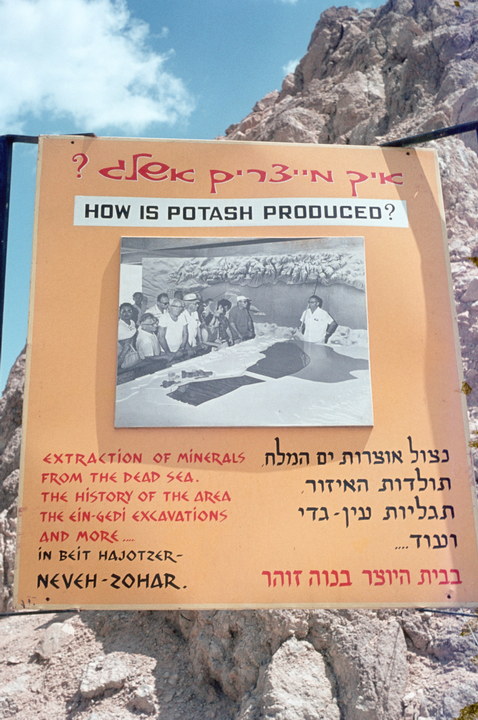 איך מייצרים אשלג ?
HOW IS POTASH PRODUCED?
EXTRACTION OF MINERALS
FROM THE DEAD SEA.
THE HISTORY OF THE AREA
THE EIN-GEDI EXCAVATIONS
AND MORE....
IN BEIT HAJOTZER-
NEVEH-ZOHAR.
נצול אוצרות ים המלח.
תולדות האיזור.
תגליות עין-גדי
ועוד....
בבית היוצר בנוה זוהר